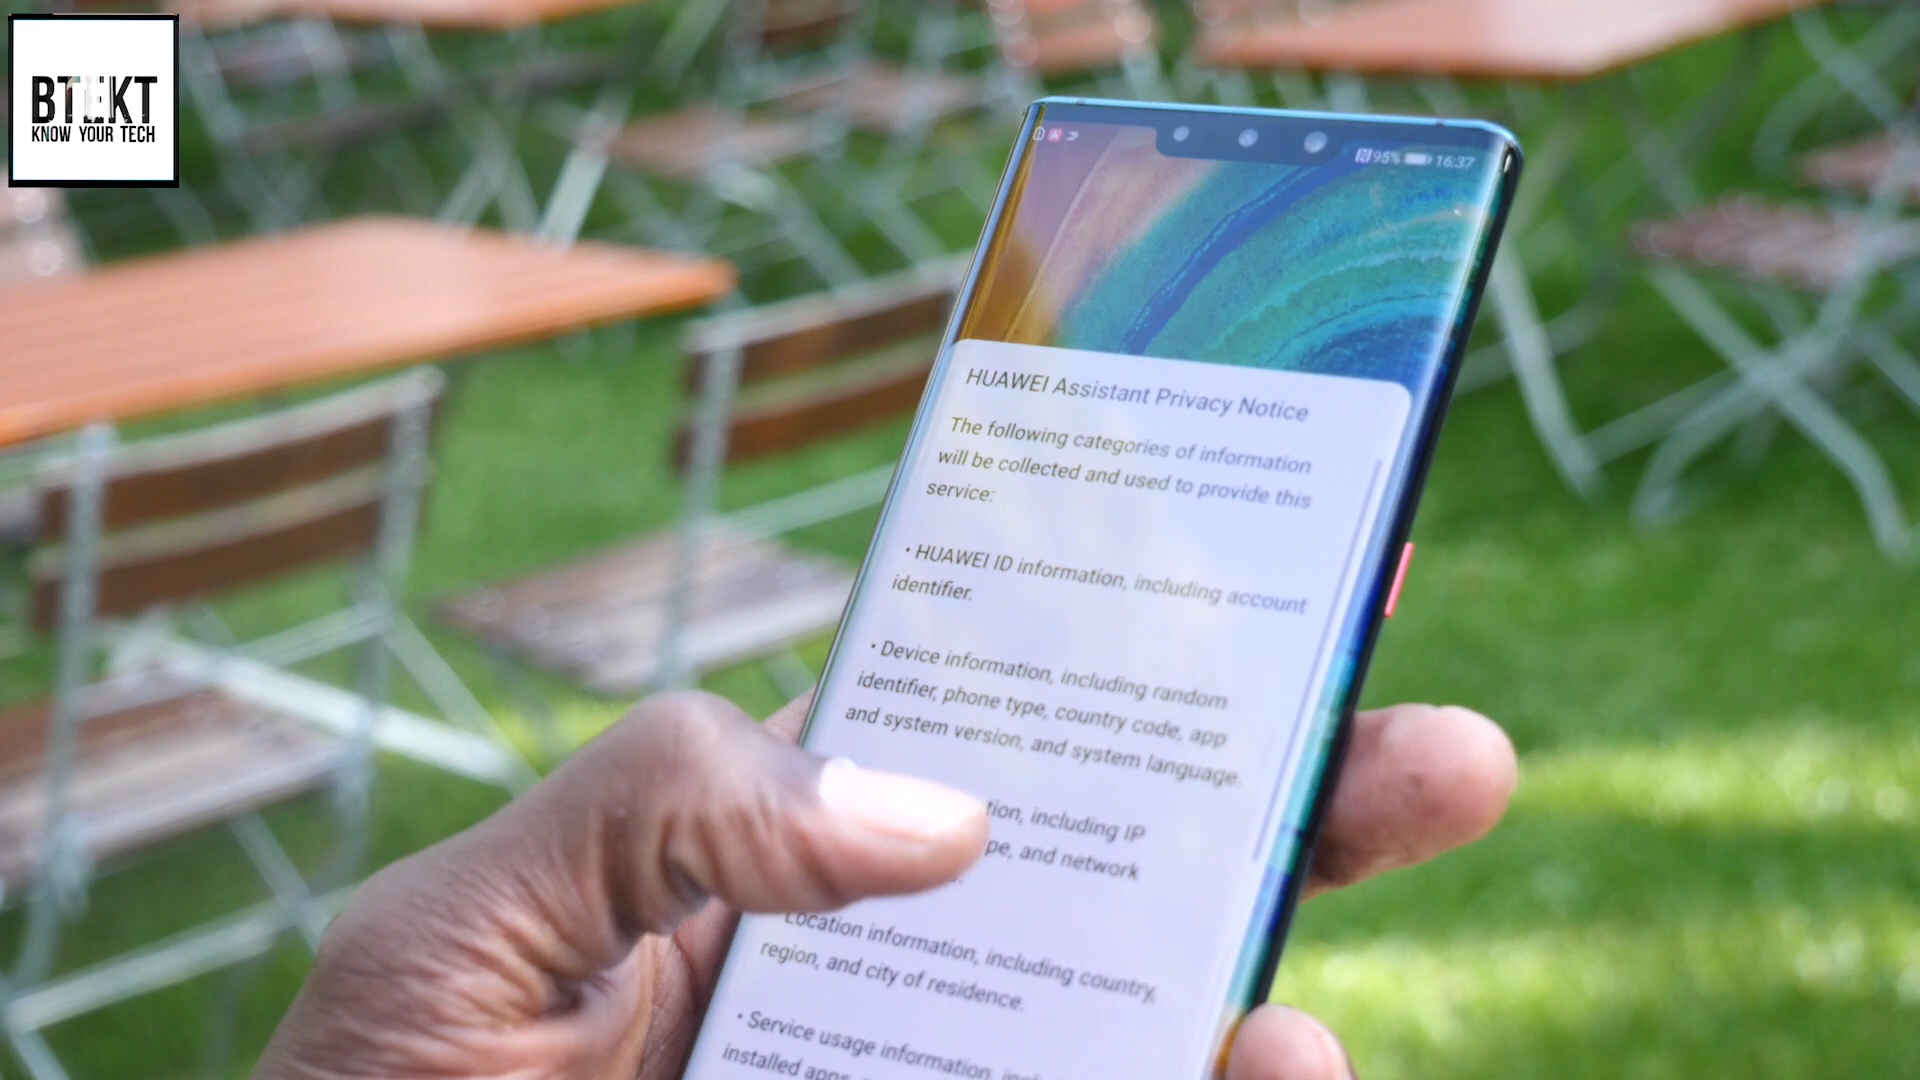 BTEKT
KNOW YOUR TECH
95% 16:37
HUAWEI Assistant Privacy Notice
The following categories of information
will be collected and used to provide this
service:
• HUAWEI ID information, including account
identifier.
• Device information, including random
identifier, phone type, country code, app
and system version, and system language.
including IP
and network
Location information, including country,
region, and city of residence.
• Service usage information,
installed apps,